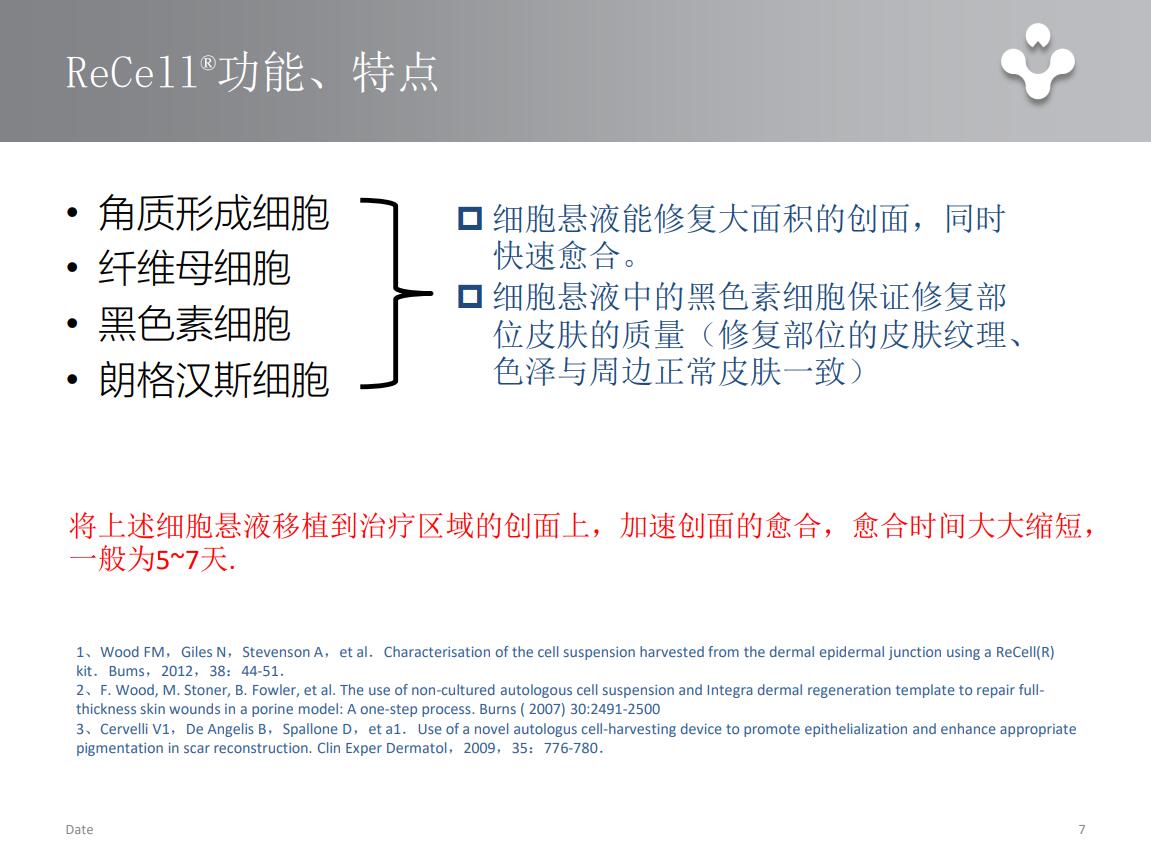 ReCell®功能、特点
• 角质形成细胞
• 纤维母细胞
• 黑色素细胞
• 朗格汉斯细胞
细胞悬液能修复大面积的创面，同时
快速愈合。
细胞悬液中的黑色素细胞保证修复部
位皮肤的质量（修复部位的皮肤纹理、
色泽与周边正常皮肤一致）
将上述细胞悬液移植到治疗区域的创面上，加速创面的愈合，愈合时间大大缩短，
一般为5~7天.
1、Wood FM，Giles N，Stevenson A，et al．Characterisation of the cell suspension harvested from the dermal epidermal junction using a ReCell(R)
kit．Bums，2012，38：44-51．
2、F. Wood, M. Stoner, B. Fowler, et al. The use of non-cultured autologous cell suspension and Integra dermal regeneration template to repair full-
thickness skin wounds in a porine model: A one-step process. Burns ( 2007) 30:2491-2500
3、Cervelli V1，De Angelis B，Spallone D，et a1．Use of a novel autologus cell-harvesting device to promote epithelialization and enhance appropriate
pigmentation in scar reconstruction. Clin Exper Dermatol，2009，35：776-780．
Date
7